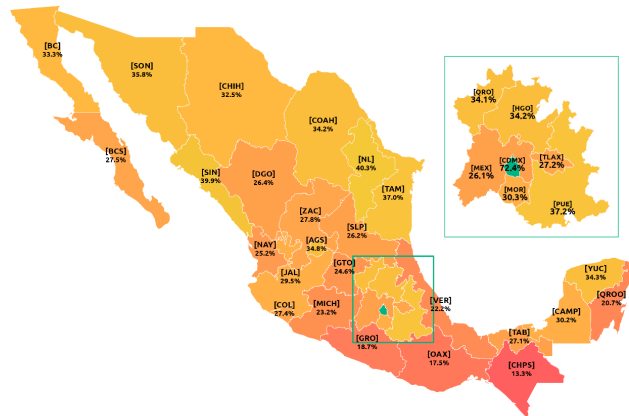 [BC]
33.3%
[SON]
35.8%
[CHIH]
32.5%
[COAH]
34.2%
[BCS]
27.5%
[SIN]
39.9%
[DGO]
26.4%
[NL]
40.3%
[TAM]
37.0%
[ZAC]
27.8%
[SLP]
26.2%
[NAY]
25.2%
[AGS]
34.8%
[JAL]
29.5%
[GTO]
24.6%
[COL]
27.4%
[MICH]
23.2%
[VER]
22.2%
[GRO]
18.7%
[OAX]
17.5%
[TAB]
27.1%
[CHPS]
13.3%
[CAMP]
30.2%
[YUC]
34.3%
[QROO]
20.7%
[QRO]
34.1%
[HGO]
34.2%
[MEX]
26.1%
[CDMX]
72.4%
[TLAX]
27.2%
[MOR]
30.3%
[PUE]
37.2%